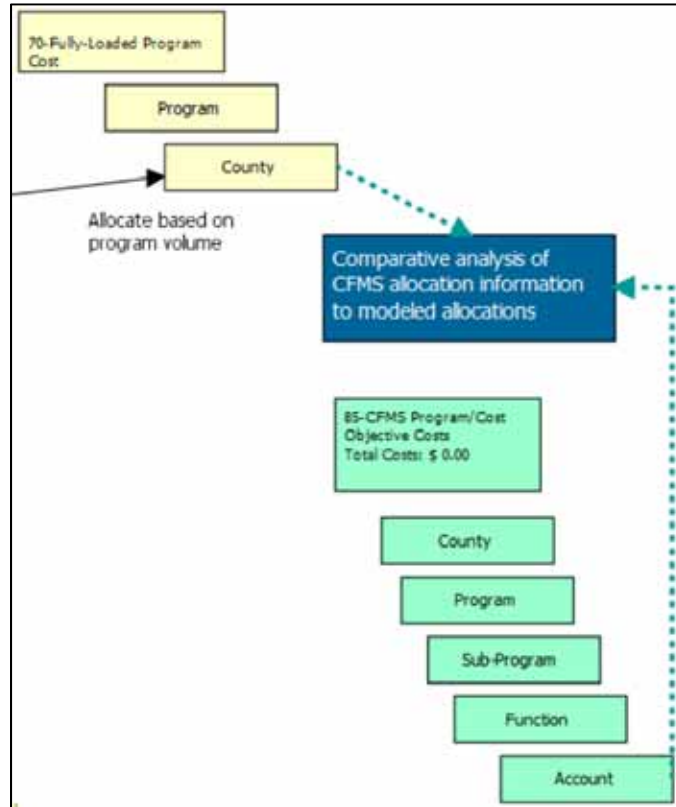 70-Fully-Loaded Program
Cost
Program
County
Allocate based on
program volume
Comparative analysis of
CFMS allocation information
to modeled allocations
85-CFMS Program/Cost
Objective Costs
Total Costs: $ 0.00
County
Program
Sub-Program
Function
Account